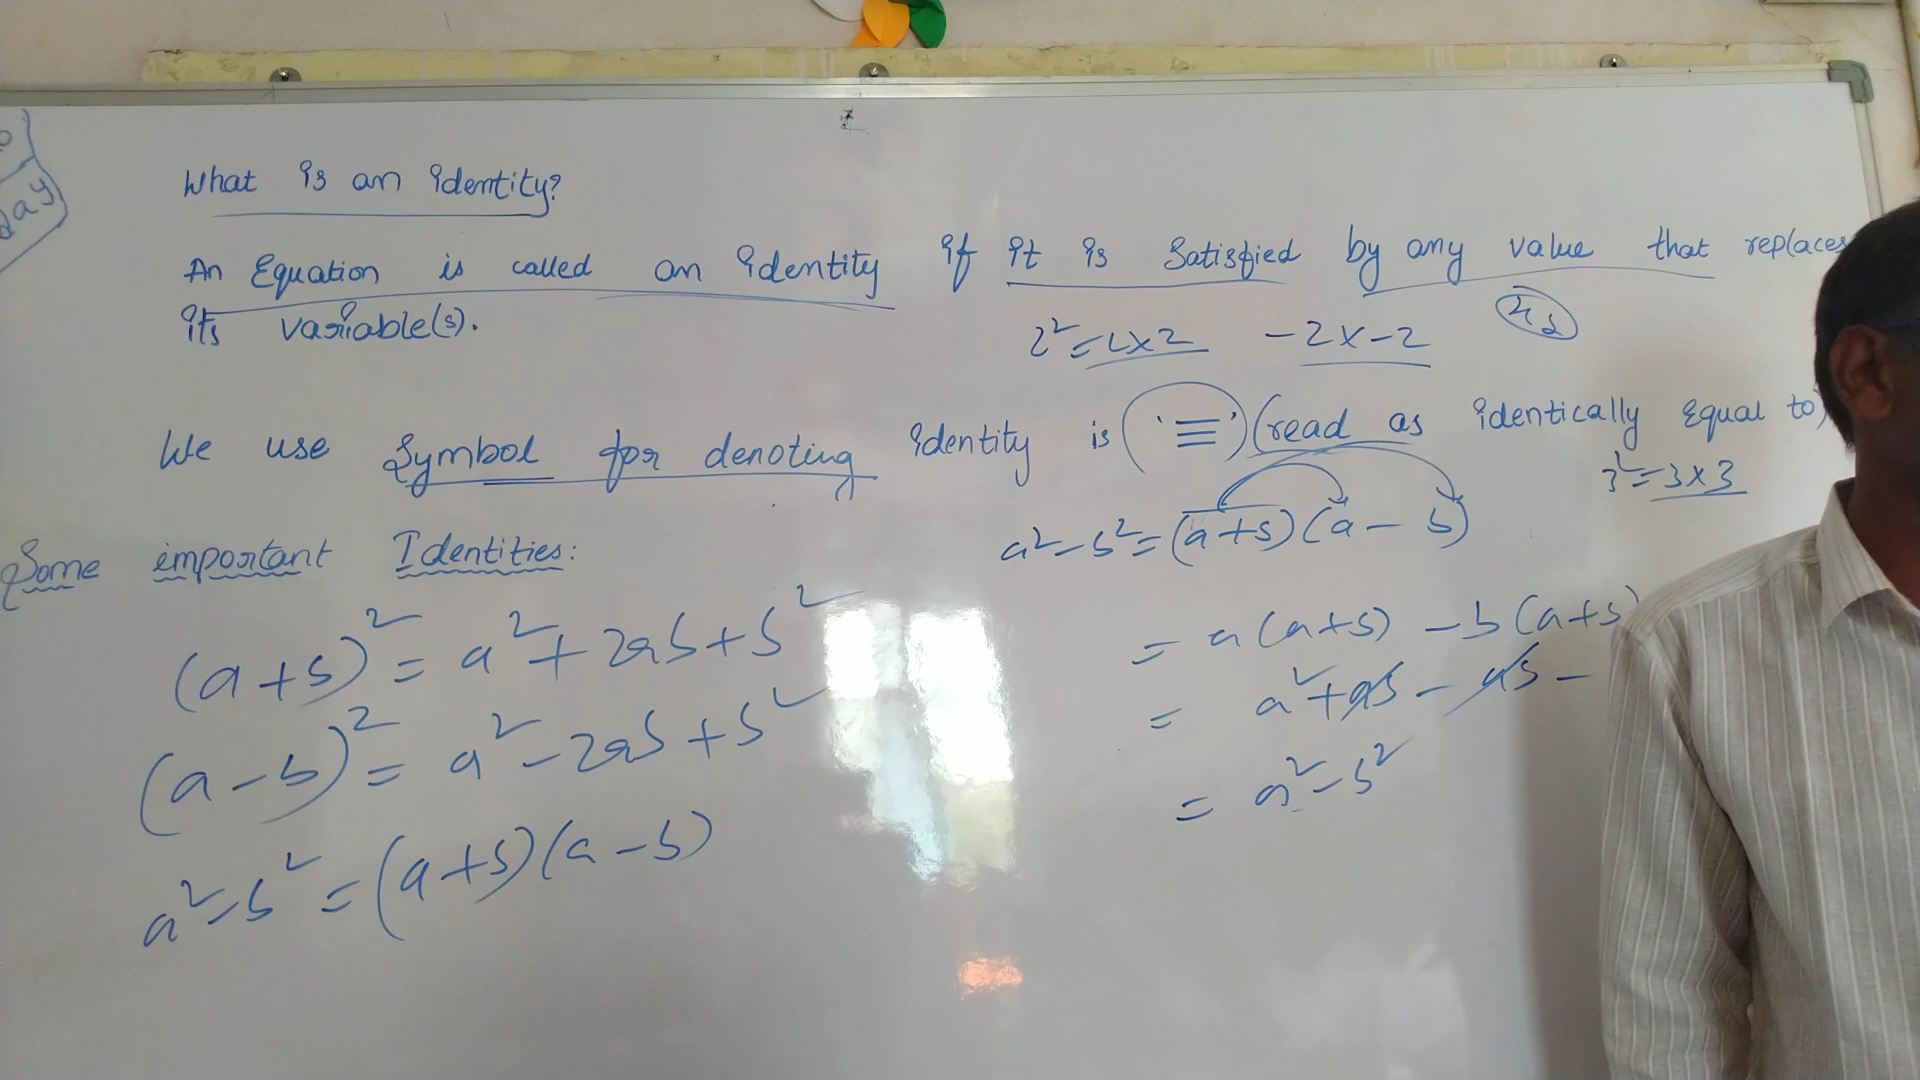 day
What is an identity?
An Equation is called an identity if it is Satisfied by any value that replaces
its variable(s).
2² = 2×2   -2×-2
We use Symbol for denoting identity is '≡' (read as identically equal to)
3² = 3×3
Some important Identities:
(a+b)² = a²+2ab+b²
(a-b)² = a²-2ab+b²
a²-b² = (a+b)(a-b)
a²-b² = (a+b)(a-b)
= a(a+b) -b(a+b)
= a²+ab-ab-
= a²-b²